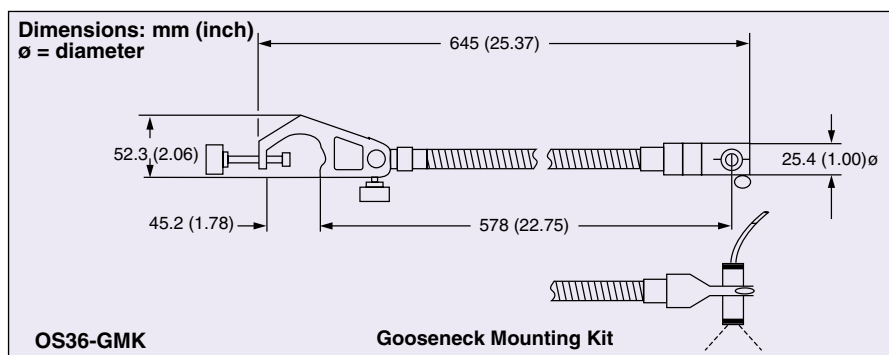 Dimensions: mm (inch)
ø = diameter
645 (25.37)
52.3 (2.06)
25.4 (1.00)ø
45.2 (1.78)
578 (22.75)
OS36-GMK
Gooseneck Mounting Kit